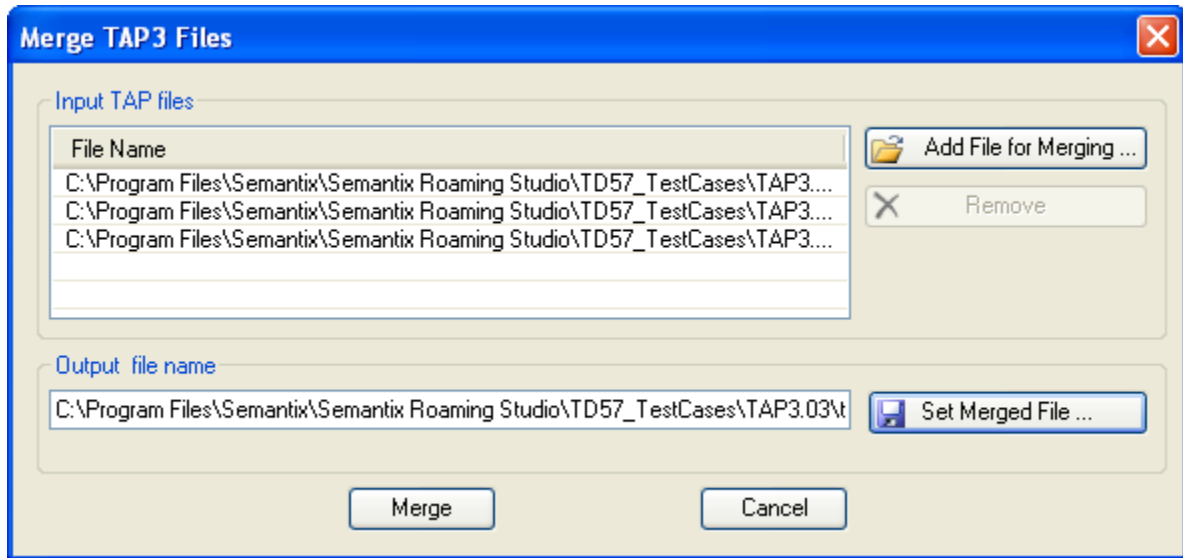 Merge TAP3 Files
Input TAP files
File Name
Add File for Merging ...
C:\Program Files\Semantix\Semantix Roaming Studio\TD57_TestCases\TAP3....
C:\Program Files\Semantix\Semantix Roaming Studio\TD57_TestCases\TAP3....
Remove
C:\Program Files\Semantix\Semantix Roaming Studio\TD57_TestCases\TAP3....
Output  file name
C:\Program Files\Semantix\Semantix Roaming Studio\TD57_TestCases\TAP3.03\t
Set Merged File ...
Merge
Cancel